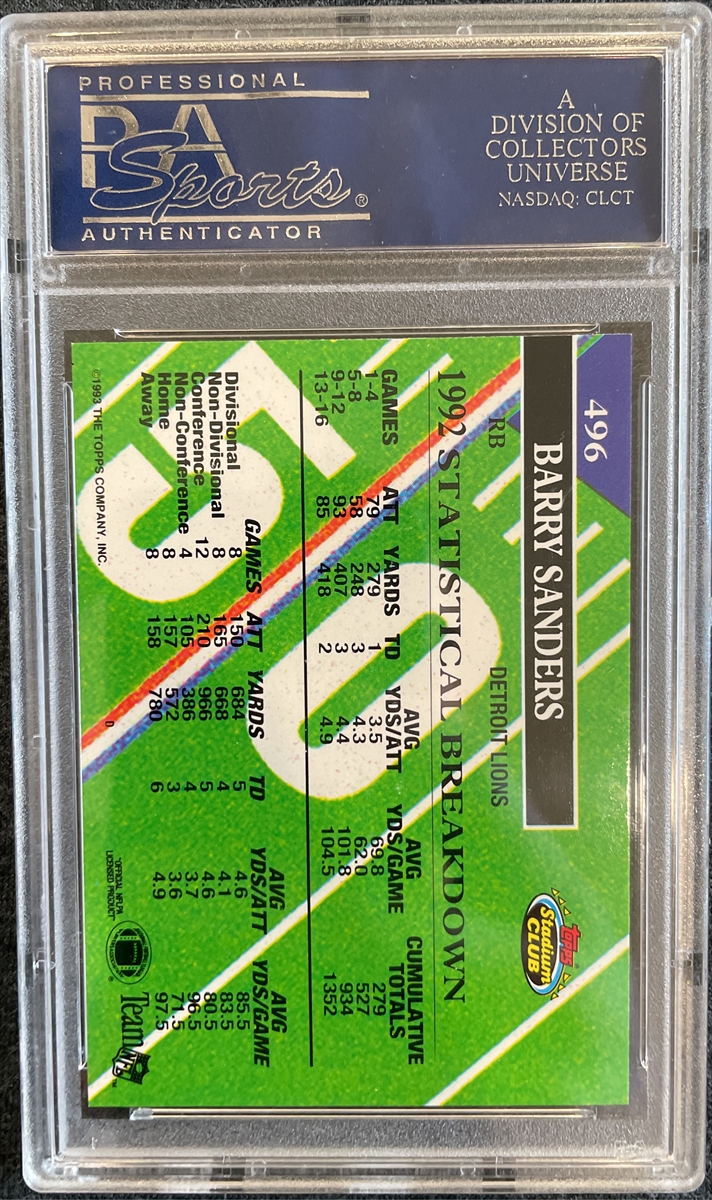 PROFESSIONAL
PSA
Sports®
AUTHENTICATOR
A
DIVISION OF
COLLECTORS
UNIVERSE
NASDAQ: CLCT
496
BARRY SANDERS
RB DETROIT LIONS
Topps
Stadium
CLUB
1992 STATISTICAL BREAKDOWN
GAMES ATT YARDS TD AVG YDS/ATT AVG YDS/GAME CUMULATIVE TOTALS
1-4 79 279 1 3.5 69.8 279
5-8 58 248 3 4.3 62.0 527
9-12 93 407 3 4.4 101.8 934
13-16 85 418 2 4.9 104.5 1352
GAMES ATT YARDS TD AVG YDS/ATT AVG YDS/GAME
Divisional 8 150 684 5 4.6 85.5
Non-Divisional 8 165 668 4 4.1 83.5
Conference 12 210 966 5 4.6 80.5
Non-Conference 4 105 386 4 3.7 96.5
Home 8 157 572 3 3.6 71.5
Away 8 158 780 6 4.9 97.5
50
©1993 THE TOPPS COMPANY, INC.
D
"OFFICIAL NFLPA
LICENSED PRODUCT"
Team NFL™